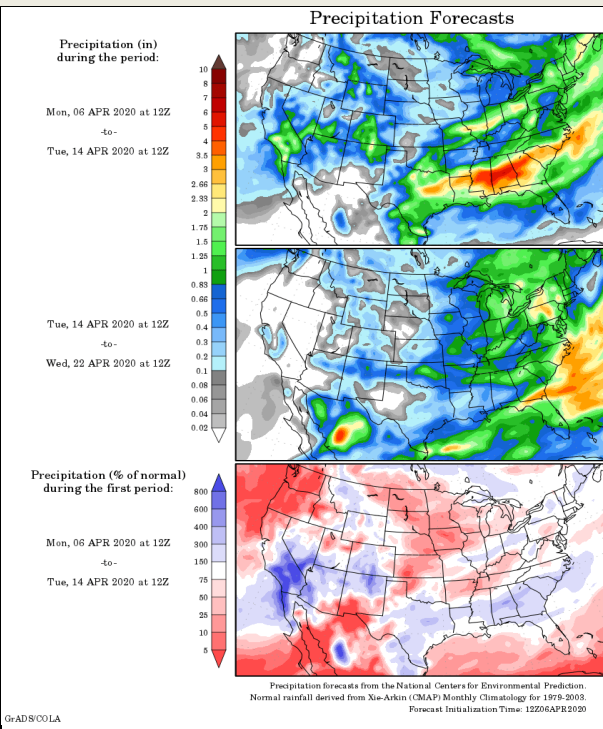 Precipitation Forecasts
Precipitation (in)
during the period:
Mon, 06 APR 2020 at 12Z
-to-
Tue, 14 APR 2020 at 12Z
10
8
7
6
5
4
3.5
3
2.66
2.33
2
1.75
1.5
1.25
1
0.83
0.66
0.5
0.4
0.3
0.2
0.1
0.08
0.06
0.04
0.02
Tue, 14 APR 2020 at 12Z
-to-
Wed, 22 APR 2020 at 12Z
Precipitation (% of normal)
during the first period:
Mon, 06 APR 2020 at 12Z
-to-
Tue, 14 APR 2020 at 12Z
800
600
400
300
150
75
50
25
10
5
Precipitation forecasts from the National Centers for Environmental Prediction.
Normal rainfall derived from Xie-Arkin (CMAP) Monthly Climatology for 1979-2003.
Forecast Initialization Time: 12Z06APR2020
GrADS/COLA